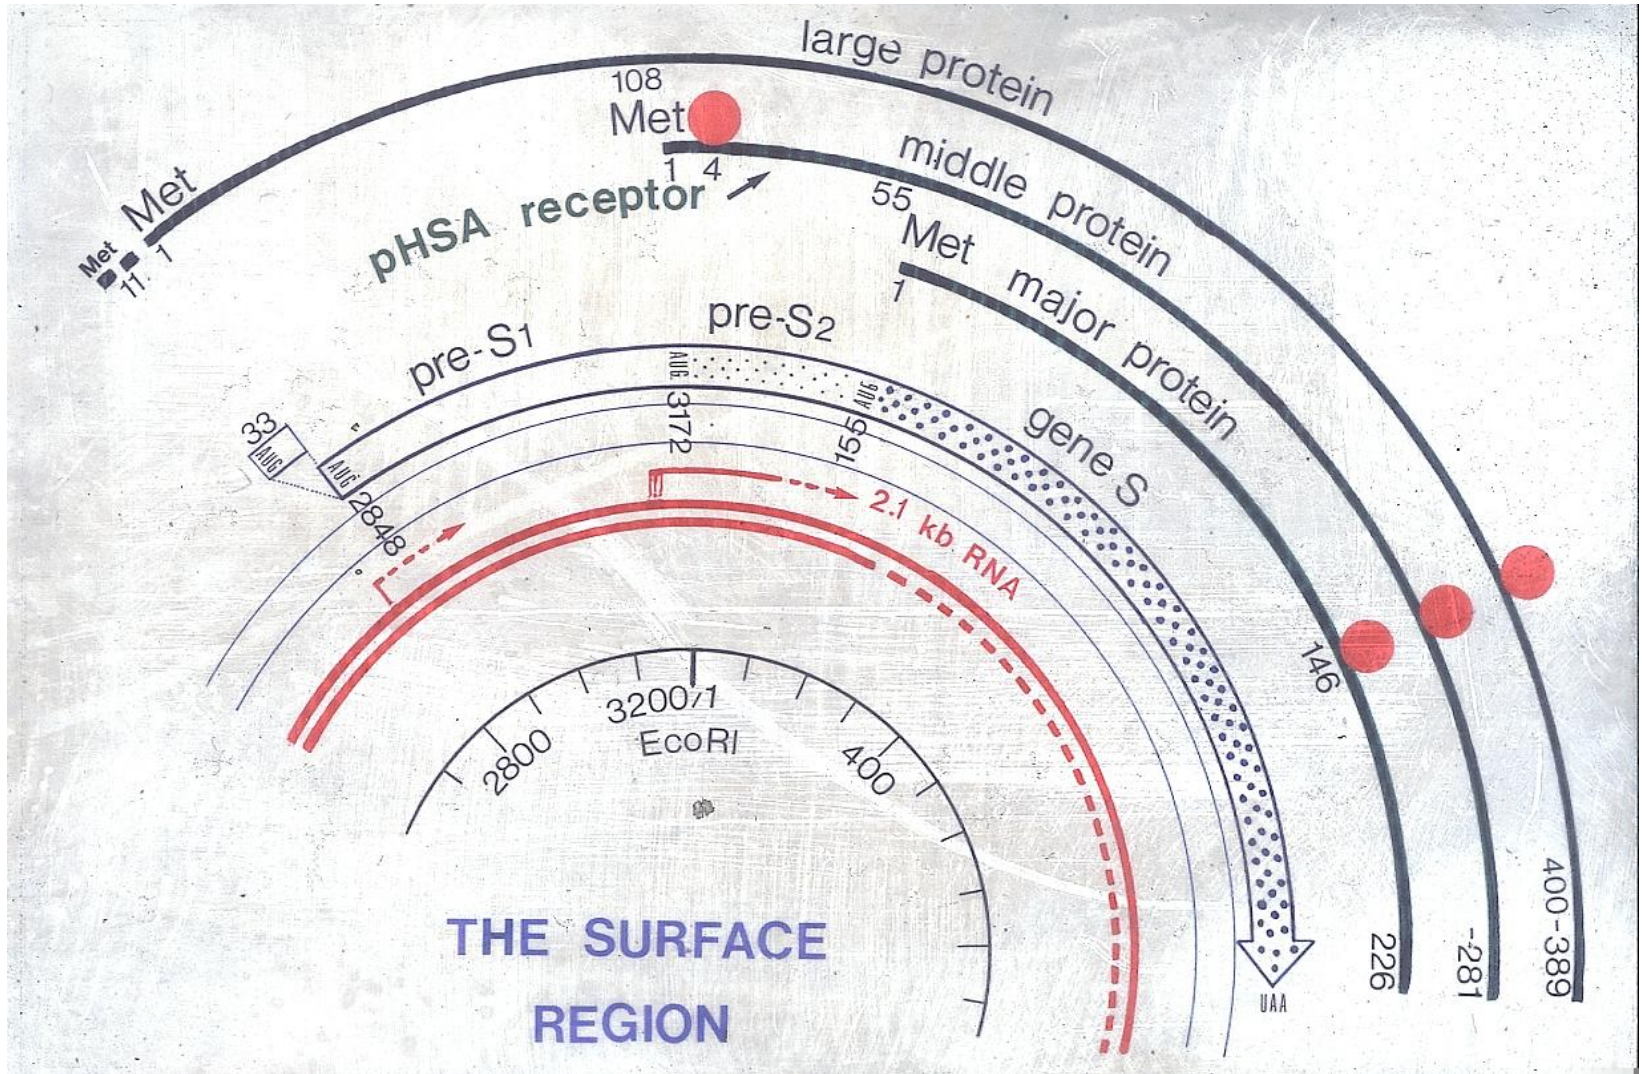 large protein
108
Met
1 4
middle protein
pHSA receptor
Met
1
Met
11
55
Met
1
major protein
pre-S1
pre-S2
gene S
33
AUG
AUG
2848
AUG
3172
AUG
155
2.1 kb RNA
146
3200/1
EcoRI
2800
400
THE SURFACE
REGION
UAA
226
-281
400-389